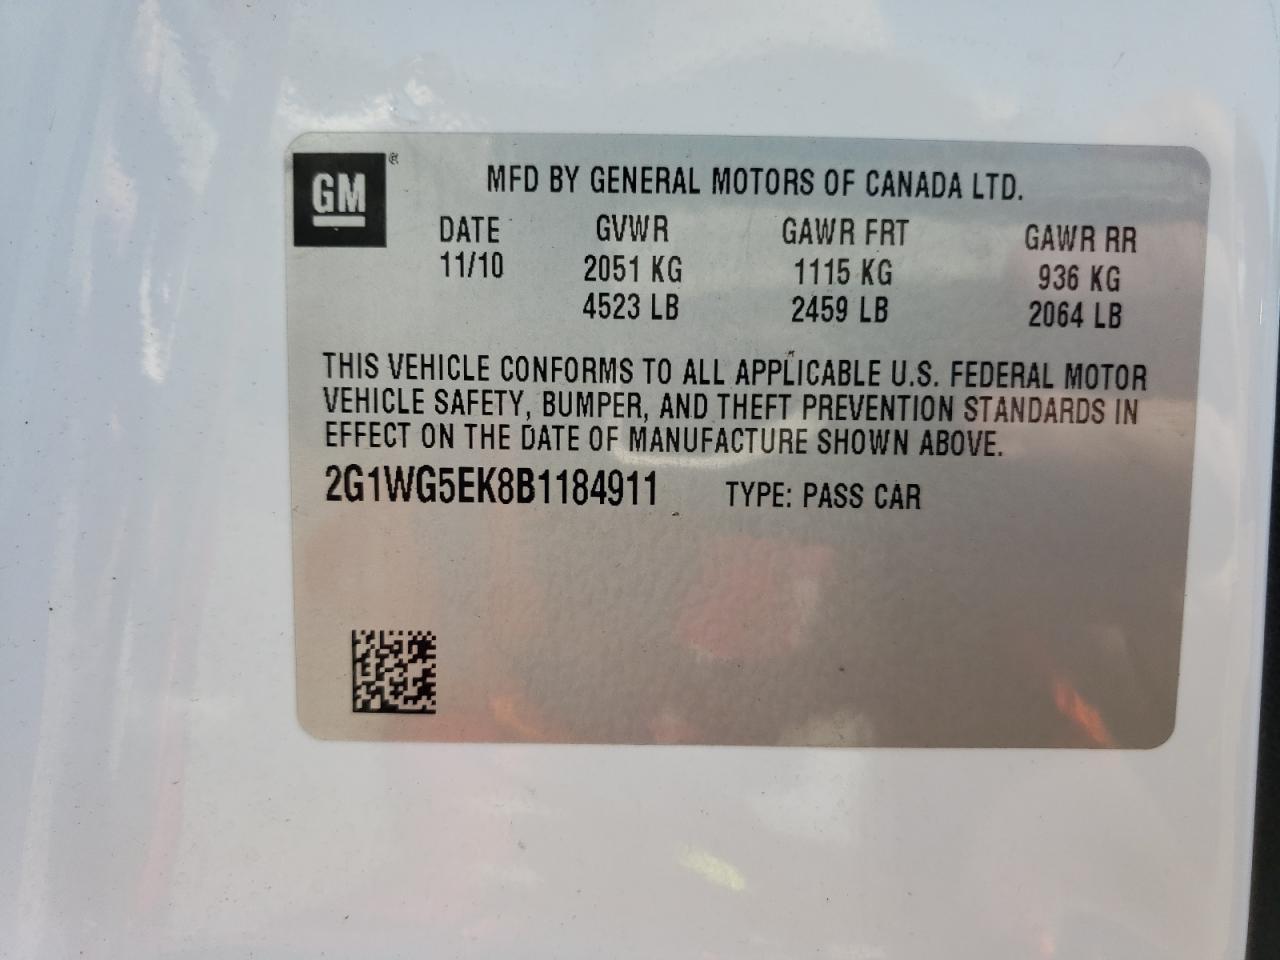 GM®
MFD BY GENERAL MOTORS OF CANADA LTD.
DATE GVWR GAWR FRT GAWR RR
11/10 2051 KG 1115 KG 936 KG
4523 LB 2459 LB 2064 LB
THIS VEHICLE CONFORMS TO ALL APPLICABLE U.S. FEDERAL MOTOR
VEHICLE SAFETY, BUMPER, AND THEFT PREVENTION STANDARDS IN
EFFECT ON THE DATE OF MANUFACTURE SHOWN ABOVE.
2G1WG5EK8B1184911 TYPE: PASS CAR